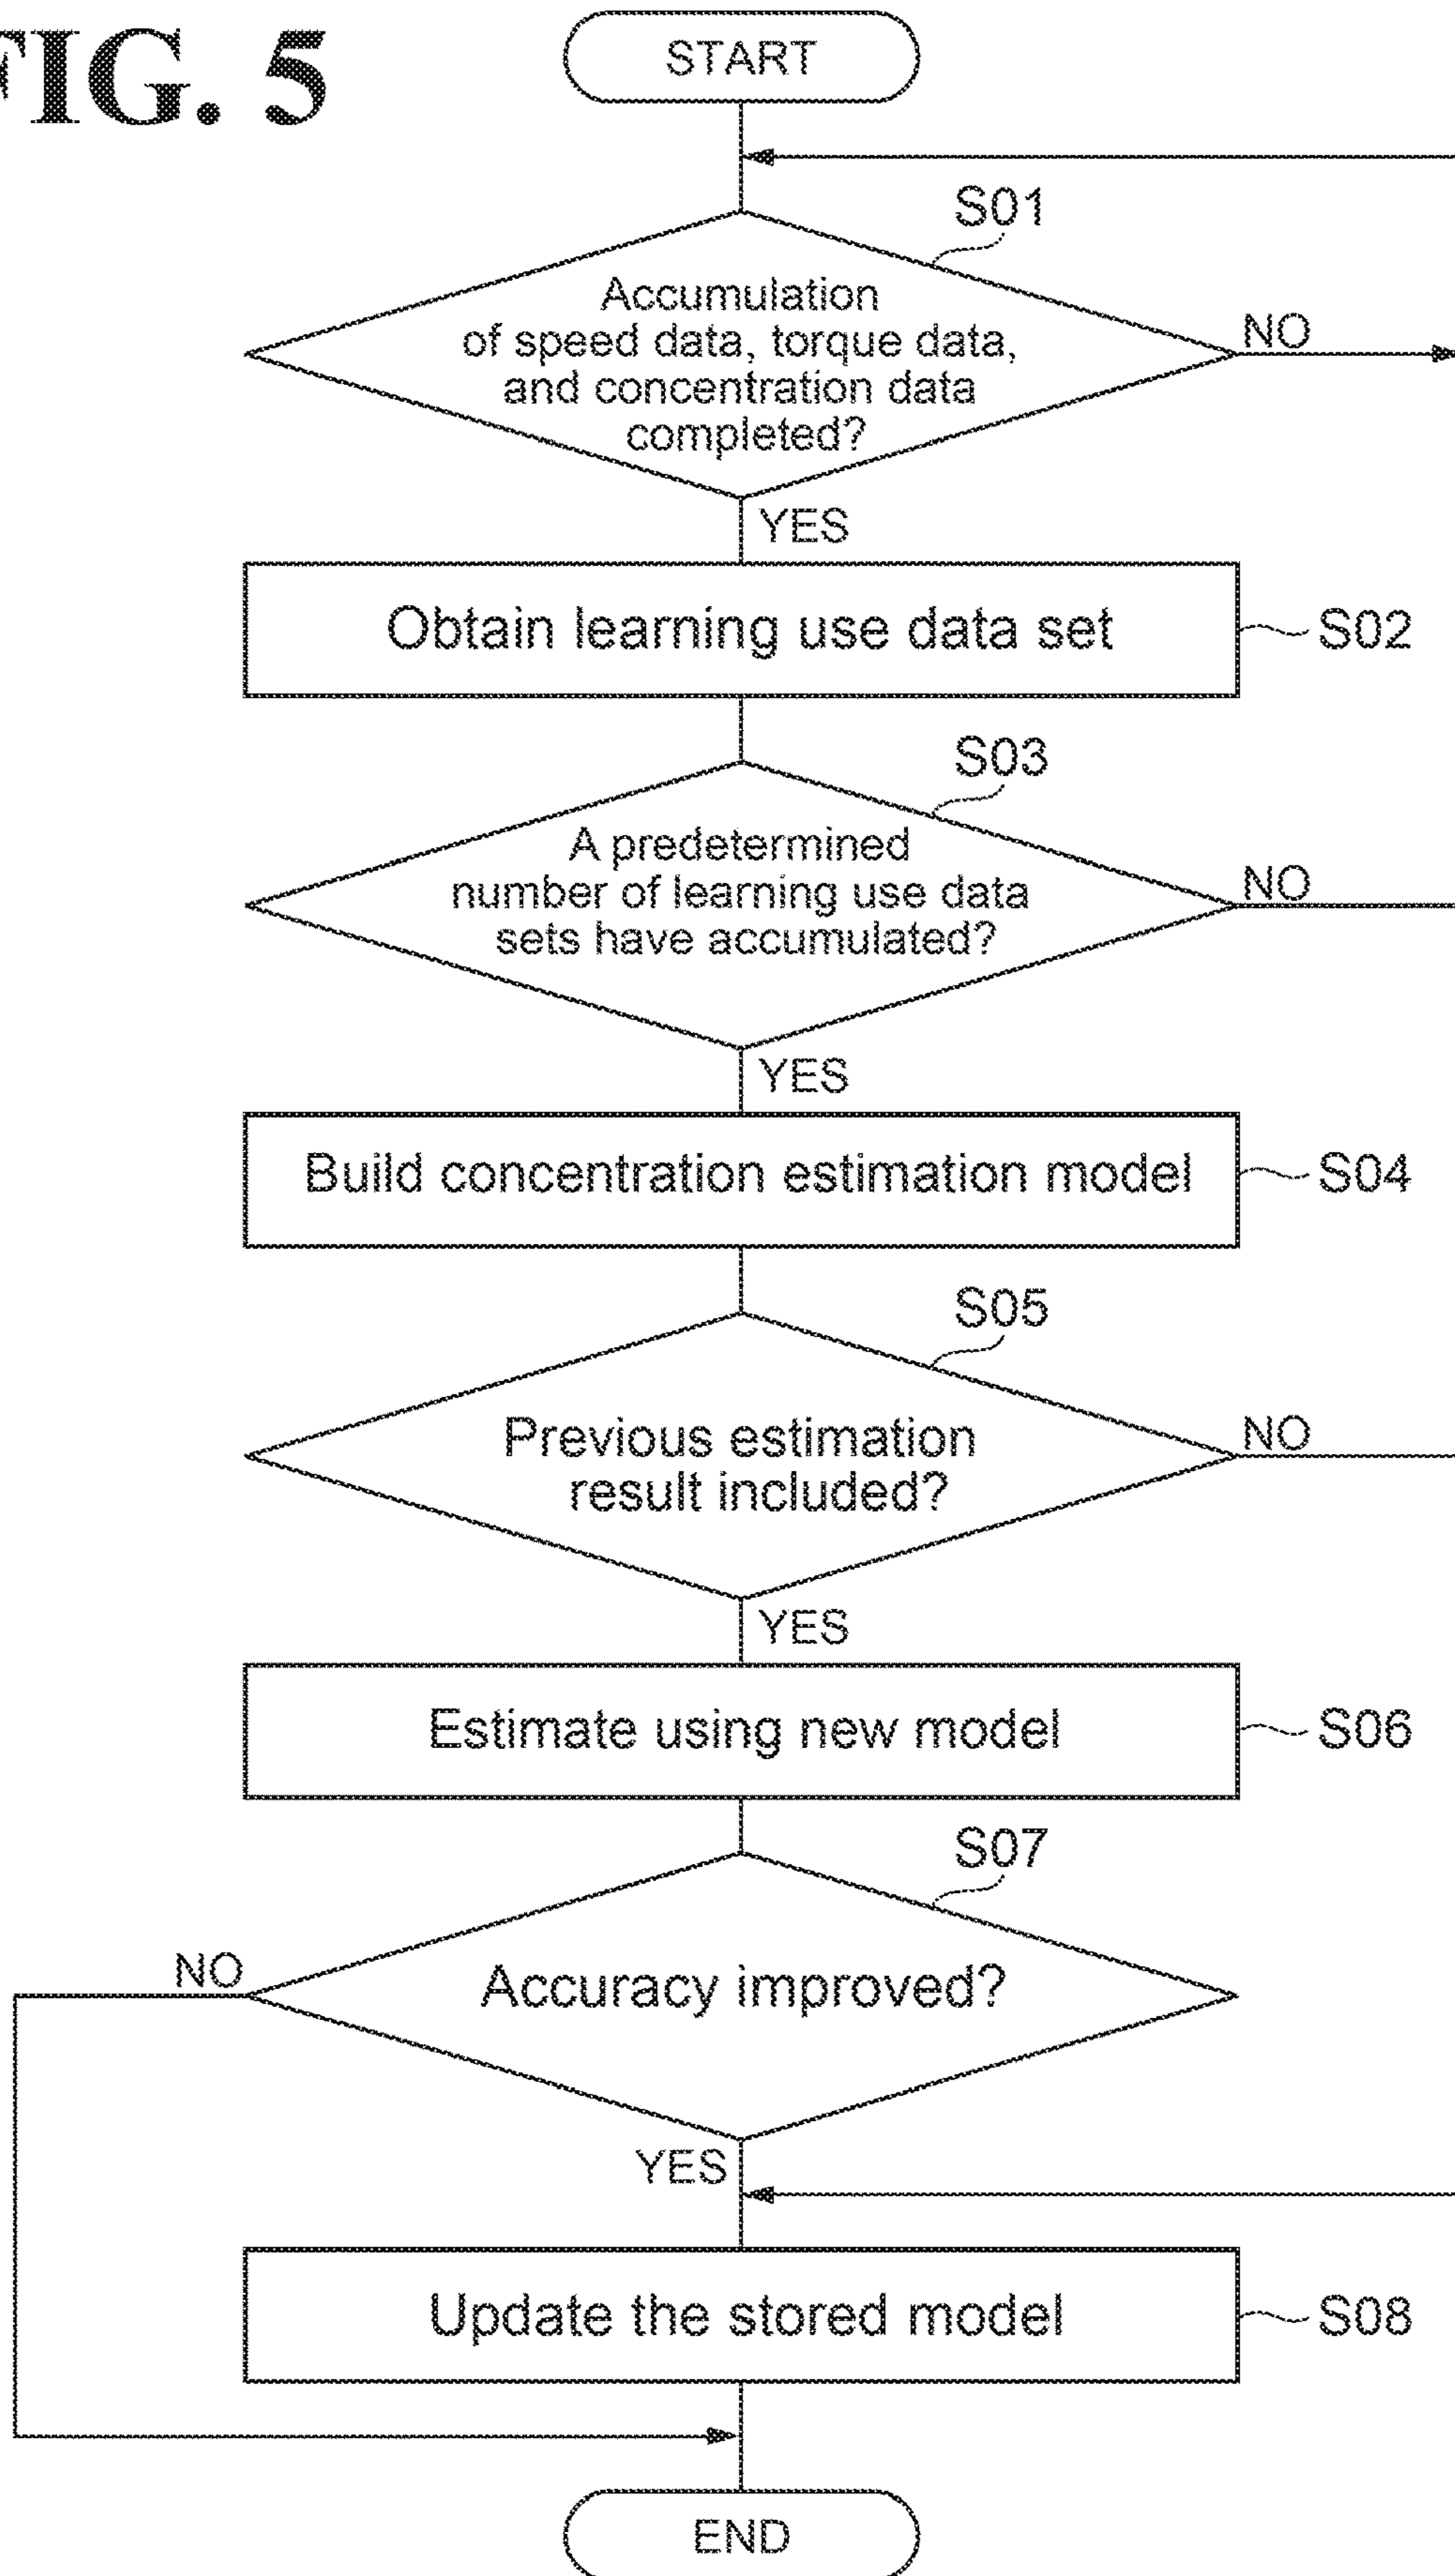 FIG. 5
START
S01
Accumulation
of speed data, torque data,
and concentration data
completed?
NO
YES
Obtain learning use data set
S02
S03
A predetermined
number of learning use data
sets have accumulated?
NO
YES
Build concentration estimation model
S04
S05
Previous estimation
result included?
NO
YES
Estimate using new model
S06
S07
Accuracy improved?
NO
YES
Update the stored model
S08
END